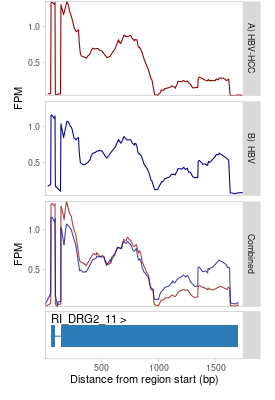 1.0
0.5
A) HBV-HCC
FPM
1.0
0.5
B) HBV
1.0
0.5
Combined
FPM
RI_DRG2_11 >
500 1000 1500
Distance from region start (bp)